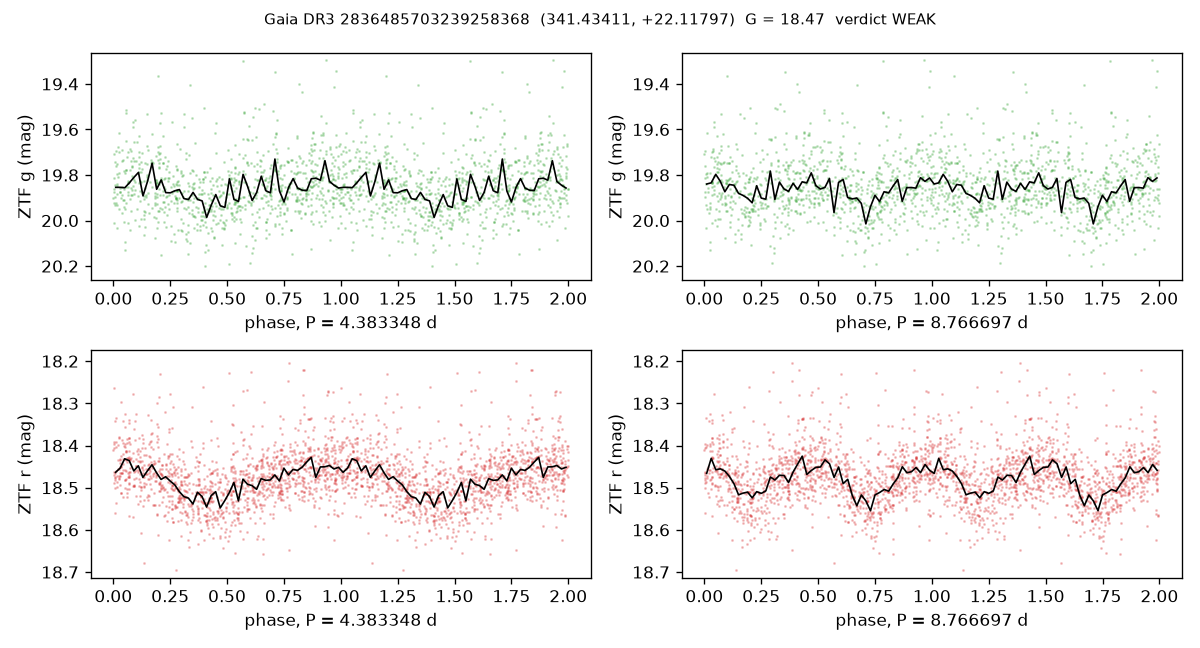 Gaia DR3 2836485703239258368  (341.43411, +22.11797)  G = 18.47  verdict WEAK
ZTF g (mag)
19.4
19.6
19.8
20.0
20.2
0.00 0.25 0.50 0.75 1.00 1.25 1.50 1.75 2.00
phase, P = 4.383348 d
ZTF g (mag)
19.4
19.6
19.8
20.0
20.2
0.00 0.25 0.50 0.75 1.00 1.25 1.50 1.75 2.00
phase, P = 8.766697 d
ZTF r (mag)
18.2
18.3
18.4
18.5
18.6
18.7
0.00 0.25 0.50 0.75 1.00 1.25 1.50 1.75 2.00
phase, P = 4.383348 d
ZTF r (mag)
18.2
18.3
18.4
18.5
18.6
18.7
0.00 0.25 0.50 0.75 1.00 1.25 1.50 1.75 2.00
phase, P = 8.766697 d